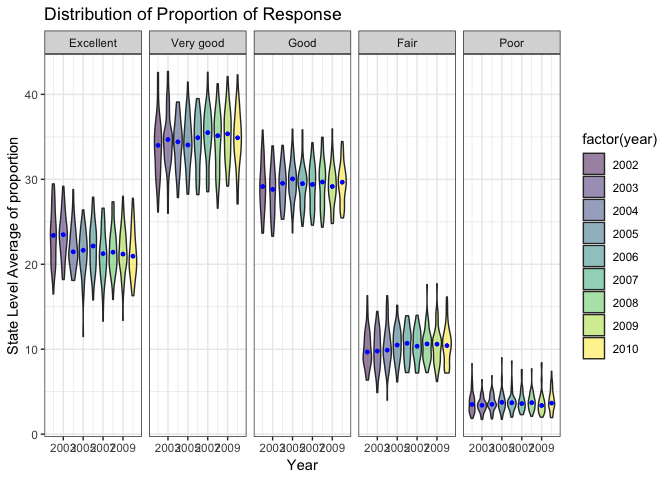 Distribution of Proportion of Response
Excellent Very good Good Fair Poor
State Level Average of proportion
40
30
20
10
0
2003 2005 2007 2009 2003 2005 2007 2009 2003 2005 2007 2009 2003 2005 2007 2009 2003 2005 2007 2009
Year
factor(year)
2002
2003
2004
2005
2006
2007
2008
2009
2010